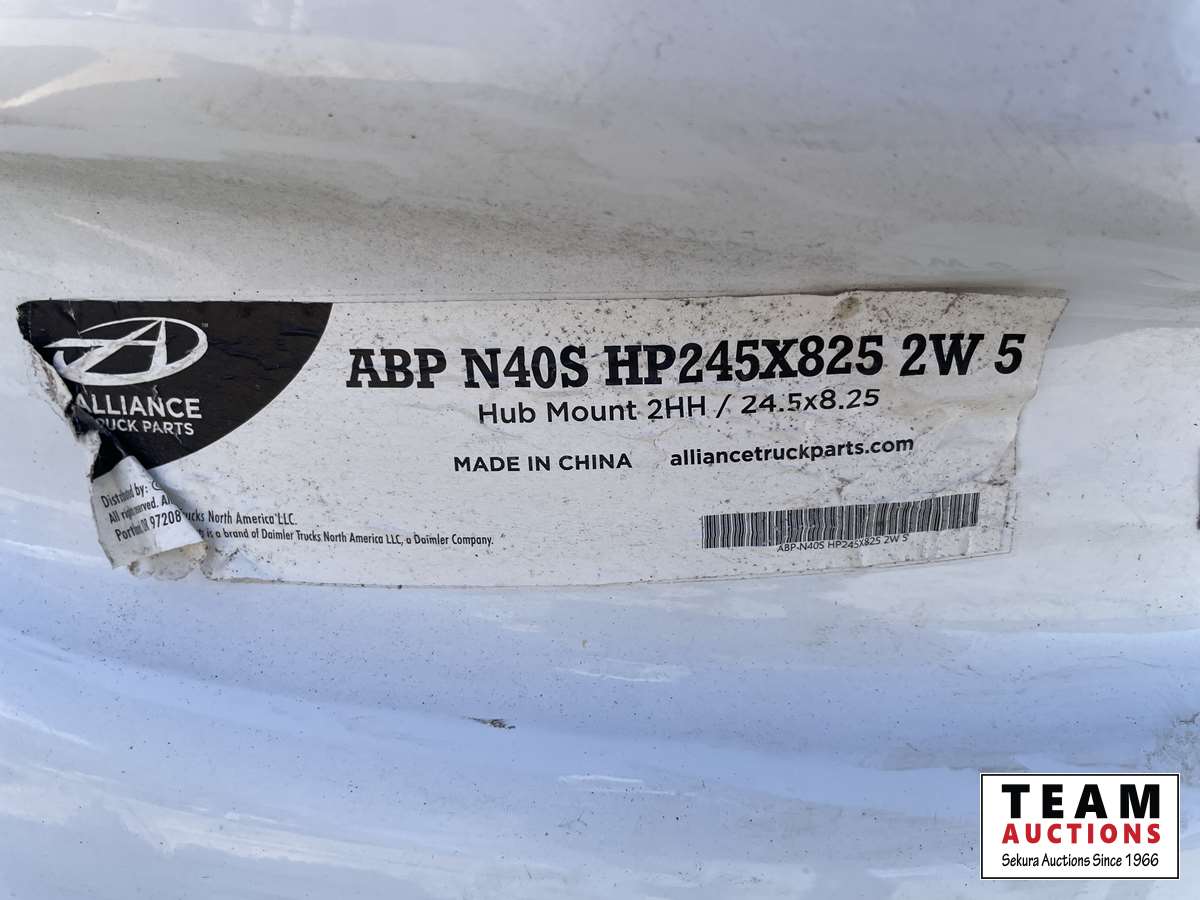 ALLIANCE
TRUCK PARTS
ABP N40S HP245X825 2W 5
Hub Mount 2HH / 24.5x8.25
MADE IN CHINA alliancetruckparts.com
Distributed by:
All rights reserved.
Portland OR 97208
Trucks North America LLC.
is a brand of Daimler Trucks North America LLC, a Daimler Company.
ABP-N40S HP245X825 2W 5
TEAM
AUCTIONS
Sekura Auctions Since 1966